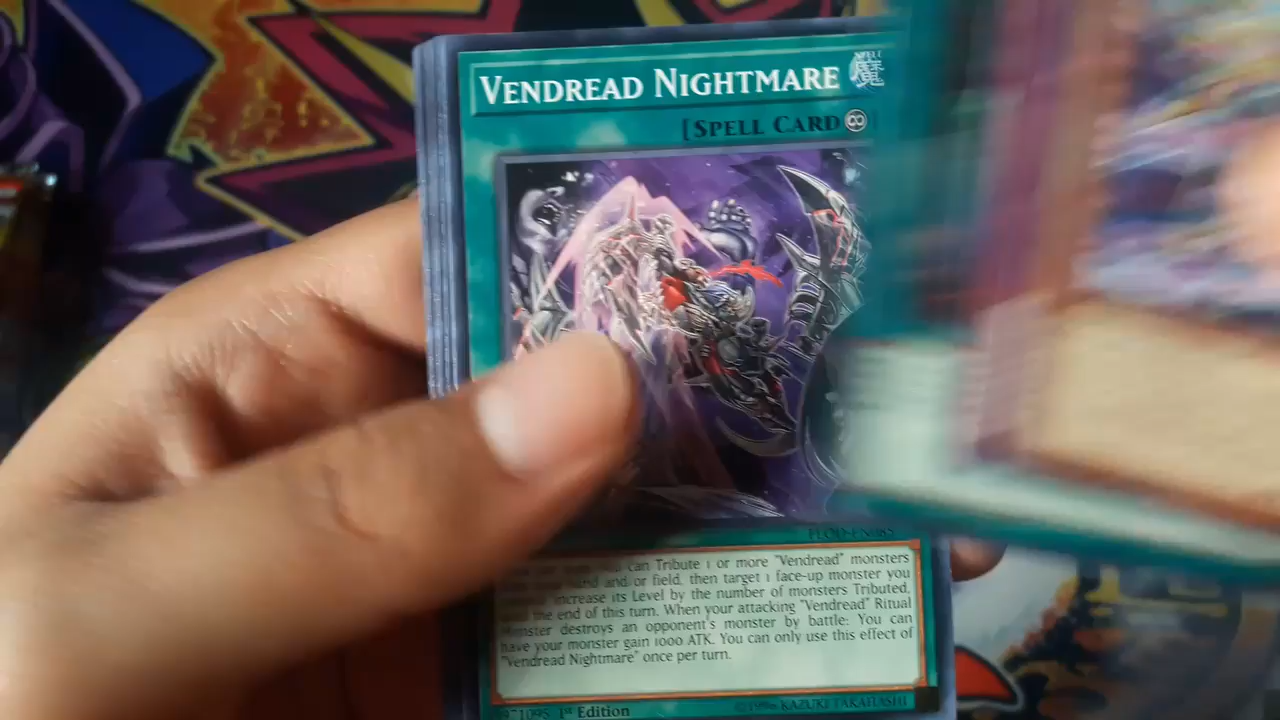 VENDREAD NIGHTMARE
[SPELL CARD
can Tribute 1 or more "Vendread" monsters
and and/or field, then target 1 face-up monster you
increase its Level by the number of monsters Tributed,
the end of this turn. When your attacking "Vendread" Ritual
Monster destroys an opponent's monster by battle: You can
have your monster gain 1000 ATK. You can only use this effect of
"Vendread Nightmare" once per turn.
1st Edition
©1996 KAZUKI TAKAHASHI